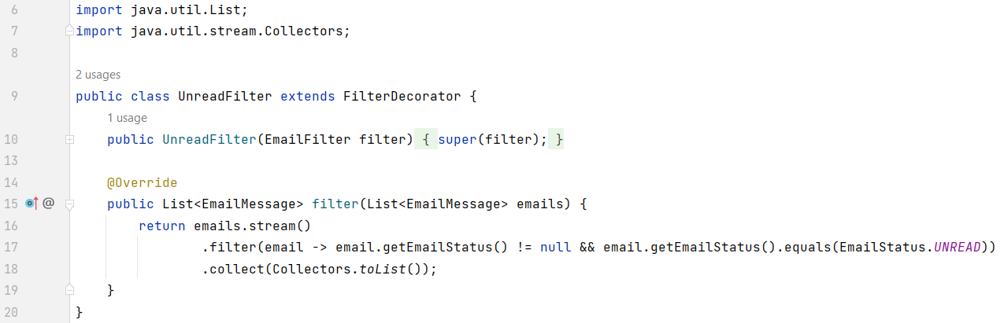 6 import java.util.List;
7 import java.util.stream.Collectors;
8
2 usages
9 public class UnreadFilter extends FilterDecorator {
1 usage
10 public UnreadFilter(EmailFilter filter) { super(filter); }
13
14 @Override
15 @ public List<EmailMessage> filter(List<EmailMessage> emails) {
16 return emails.stream()
17 .filter(email -> email.getEmailStatus() != null && email.getEmailStatus().equals(EmailStatus.UNREAD))
18 .collect(Collectors.toList());
19 }
20 }